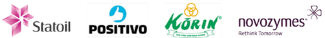 Statoil
POSITIVO
KORIN
novozymes
Rethink Tomorrow